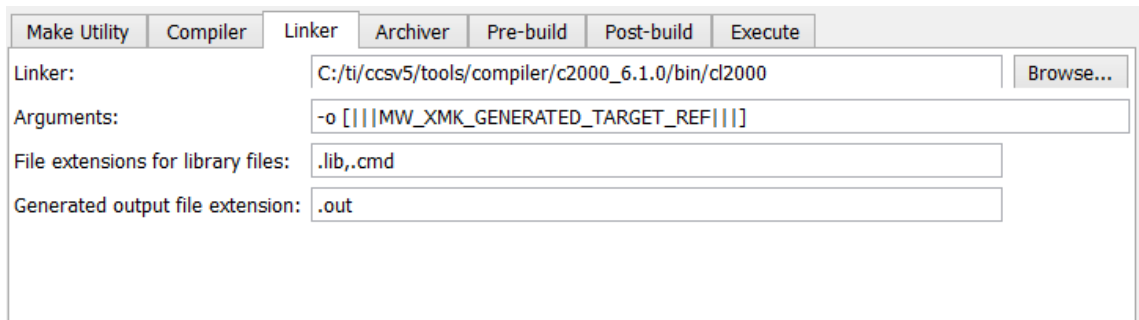 Make Utility Compiler Linker Archiver Pre-build Post-build Execute
Linker: C:/ti/ccsv5/tools/compiler/c2000_6.1.0/bin/cl2000 Browse...
Arguments: -o [|||MW_XMK_GENERATED_TARGET_REF|||]
File extensions for library files: .lib,.cmd
Generated output file extension: .out